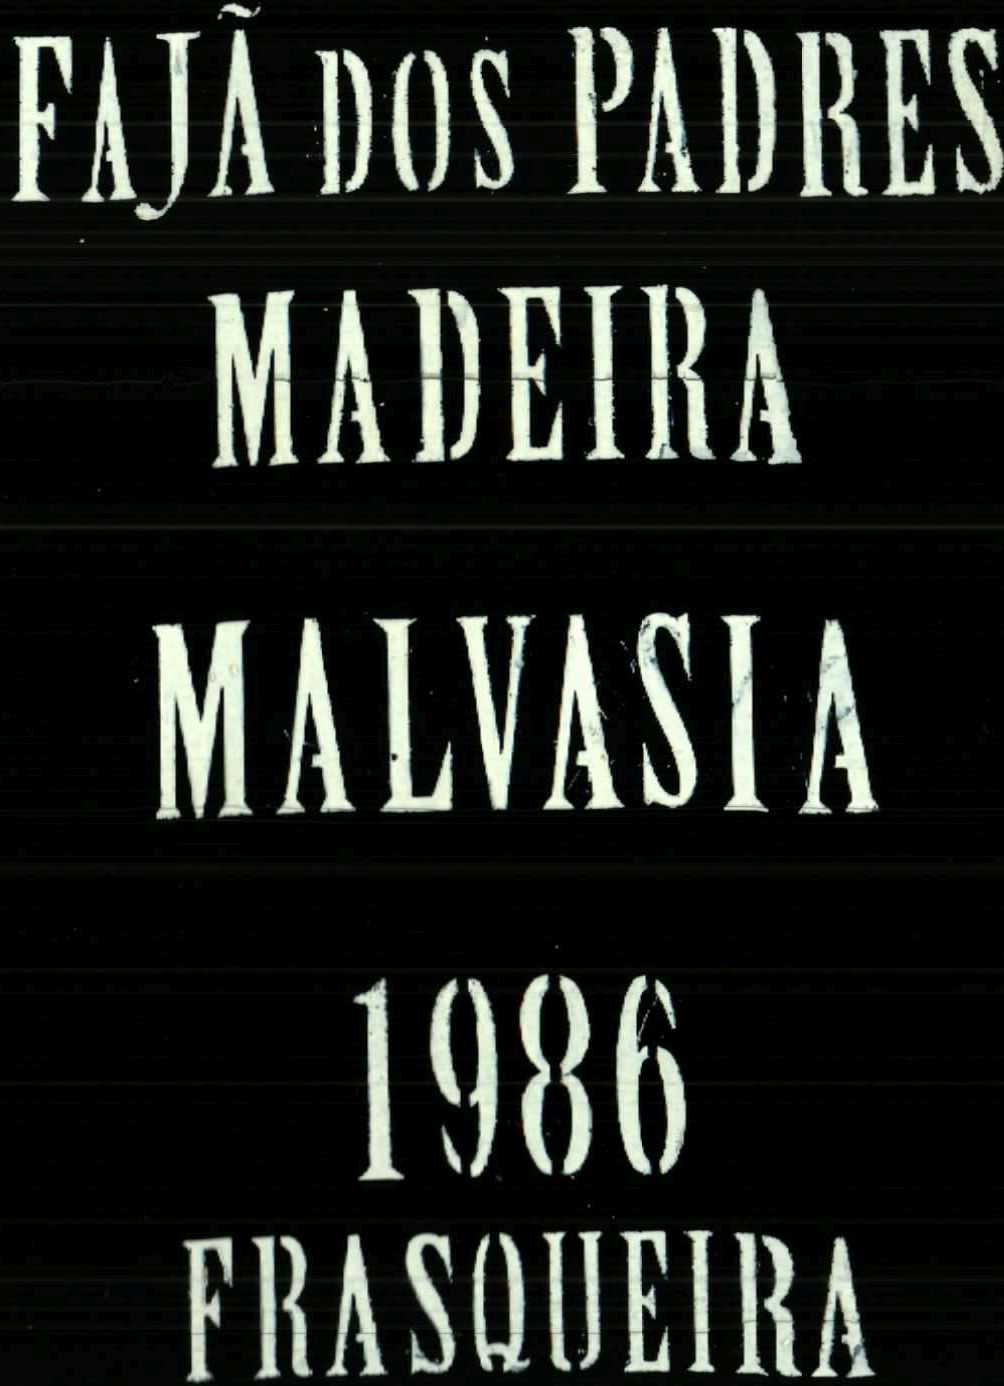 FAJÃ DOS PADRES
MADEIRA
MALVASIA
1986
FRASQUEIRA